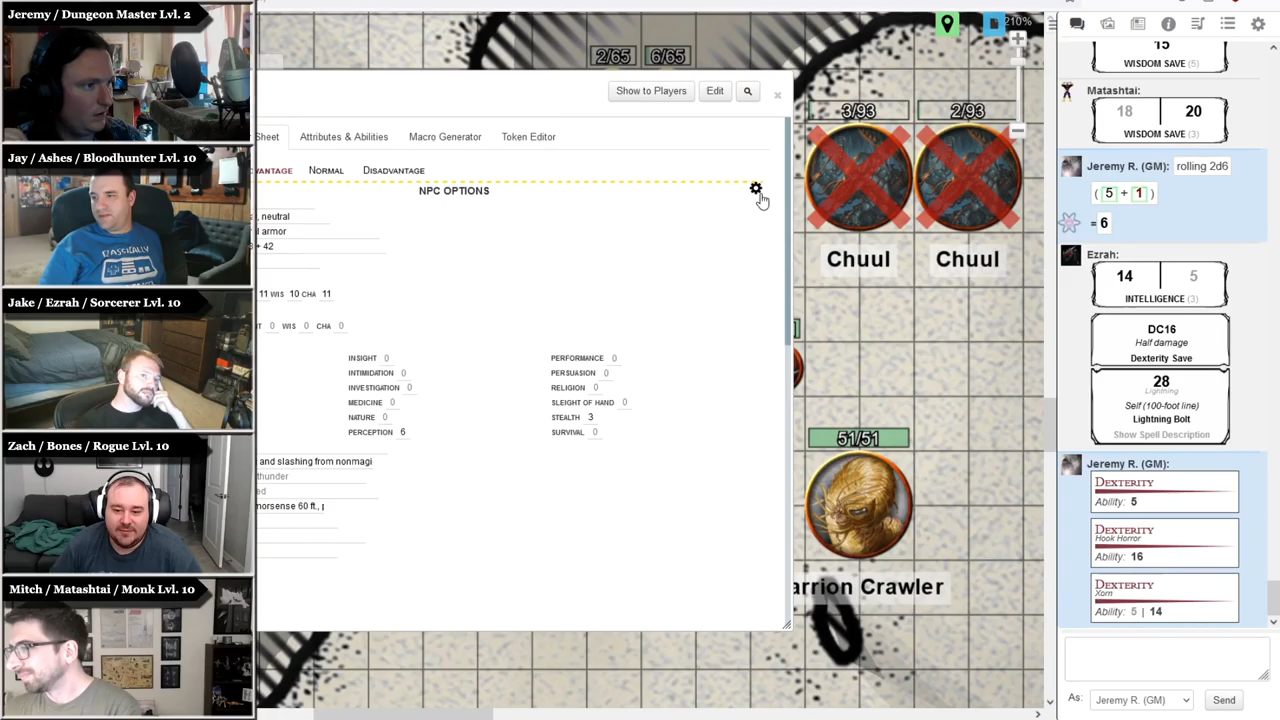 Jeremy / Dungeon Master Lvl. 2
Jay / Ashes / Bloodhunter Lvl. 10
CLASSICALLY
Jake / Ezrah / Sorcerer Lvl. 10
Zach / Bones / Rogue Lvl. 10
Mitch / Matashtai / Monk Lvl. 10
2/65
6/65
210%
Show to Players
Edit
Sheet
Attributes & Abilities
Macro Generator
Token Editor
VANTAGE
NORMAL
DISADVANTAGE
NPC OPTIONS
, neutral
l armor
+ 42
11 WIS 10 CHA 11
0 WIS 0 CHA 0
INSIGHT 0
INTIMIDATION 0
INVESTIGATION 0
MEDICINE 0
NATURE 0
PERCEPTION 6
PERFORMANCE 0
PERSUASION 0
RELIGION 0
SLEIGHT OF HAND 0
STEALTH 3
SURVIVAL 0
and slashing from nonmagi
thunder
ed
morsense 60 ft., p
3/93
2/93
Chuul
Chuul
51/51
arrion Crawler
15
WISDOM SAVE (5)
Matashtai:
18 20
WISDOM SAVE (3)
Jeremy R. (GM): rolling 2d6
( 5 + 1 )
= 6
Ezrah:
14 5
INTELLIGENCE (3)
DC16
Half damage
Dexterity Save
28
Lightning
Self (100-foot line)
Lightning Bolt
Show Spell Description
Jeremy R. (GM):
DEXTERITY
Ability: 5
DEXTERITY
Hook Horror
Ability: 16
DEXTERITY
Xorn
Ability: 5 | 14
As:
Jeremy R. (GM)
Send